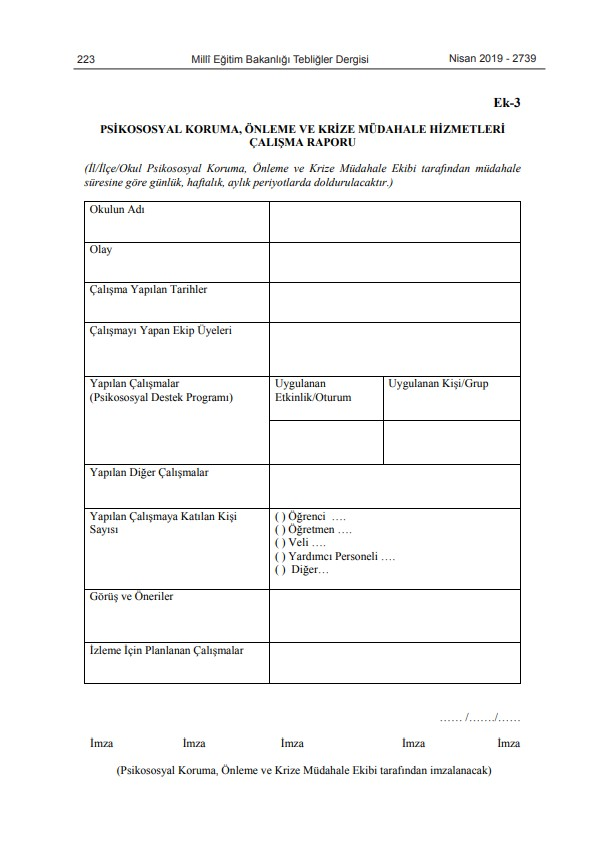 223 Millî Eğitim Bakanlığı Tebliğler Dergisi Nisan 2019 - 2739
Ek-3
PSİKOSOSYAL KORUMA, ÖNLEME VE KRİZE MÜDAHALE HİZMETLERİ
ÇALIŞMA RAPORU
(İl/İlçe/Okul Psikososyal Koruma, Önleme ve Krize Müdahale Ekibi tarafından müdahale
süresine göre günlük, haftalık, aylık periyotlarda doldurulacaktır.)
Okulun Adı
Olay
Çalışma Yapılan Tarihler
Çalışmayı Yapan Ekip Üyeleri
Yapılan Çalışmalar
(Psikososyal Destek Programı)
Uygulanan
Etkinlik/Oturum
Uygulanan Kişi/Grup
Yapılan Diğer Çalışmalar
Yapılan Çalışmaya Katılan Kişi
Sayısı
( ) Öğrenci ….
( ) Öğretmen ….
( ) Veli ….
( ) Yardımcı Personeli ….
( ) Diğer…
Görüş ve Öneriler
İzleme İçin Planlanan Çalışmalar
…… /……./……
İmza İmza İmza İmza İmza
(Psikososyal Koruma, Önleme ve Krize Müdahale Ekibi tarafından imzalanacak)